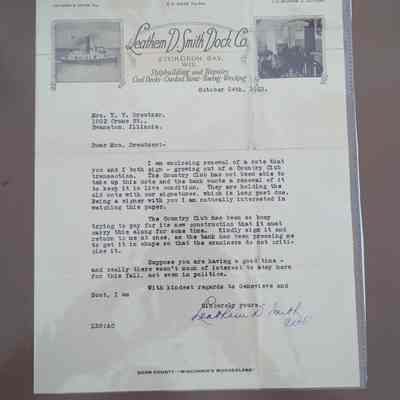 Leathem D. Smith Dock Co.
STURGEON BAY,
WIS.
Shipbuilding and Repairs
Coal Docks - Crushed Stone - Towing - Wrecking
October 24th,
Mrs. Y. V. Dreutzer,
Crane St.,
Evanston, Illinois.
Dear Mrs. Dreutzer:-
I am enclosing renewal of a note that
you and I both sign - growing out of a Country Club
transaction. The Country Club has not been able to
take up this note and the bank wants a renewal of it
to keep it in live condition. They are holding the
old note with our signatures, which is long past due.
Being a signer with you I am naturally interested in
watching this paper.
The Country Club has been so busy
trying to pay for its new construction that it must
carry this along for some time. Kindly sign it and
return to me at once, as the bank has been pressing me
to get it in shape so that the examiners do not criti-
cise it.
Suppose you are having a good time -
and really there wasn't much of interest to stay here
for this fall, not even in politics.
With kindest regards to Genevieve and
Scot, I am
Sincerely yours,
Leathem D. Smith
LDS:AC
DOOR COUNTY - "WISCONSIN'S WONDERLAND"